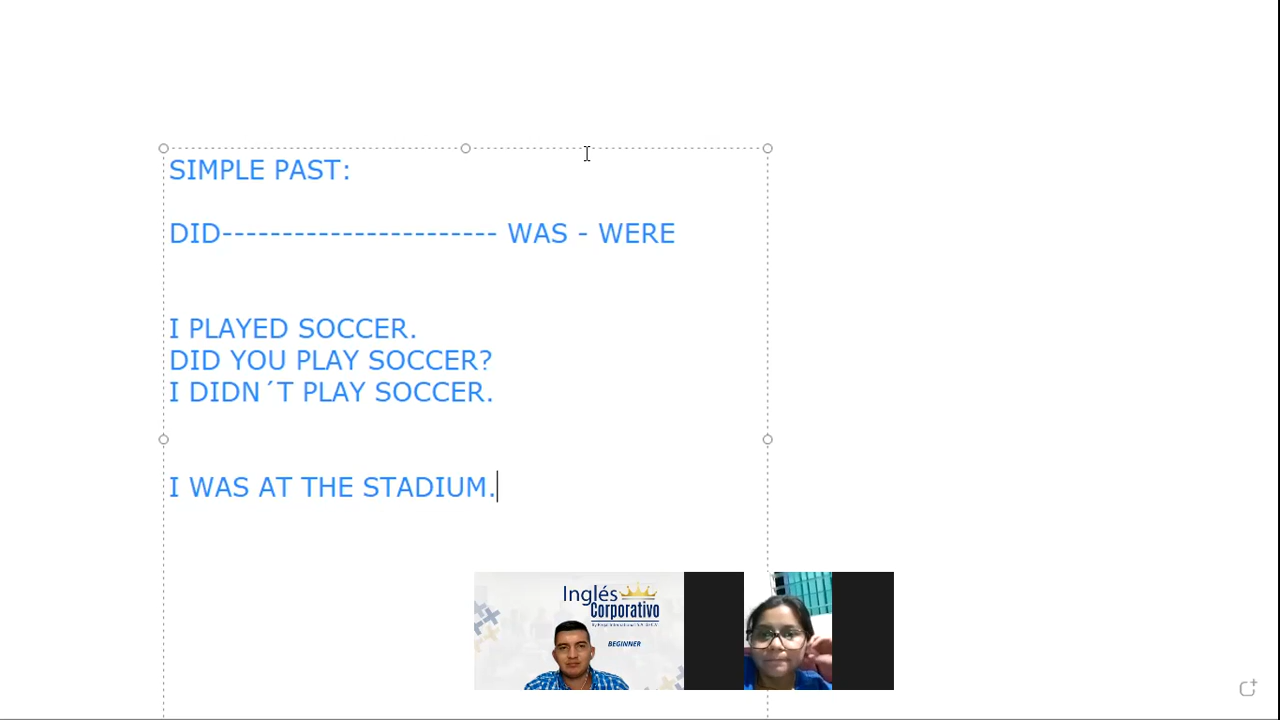 SIMPLE PAST:
DID----------------------- WAS - WERE
I PLAYED SOCCER.
DID YOU PLAY SOCCER?
I DIDN´T PLAY SOCCER.
I WAS AT THE STADIUM.
Inglés
Corporativo
BEGINNER